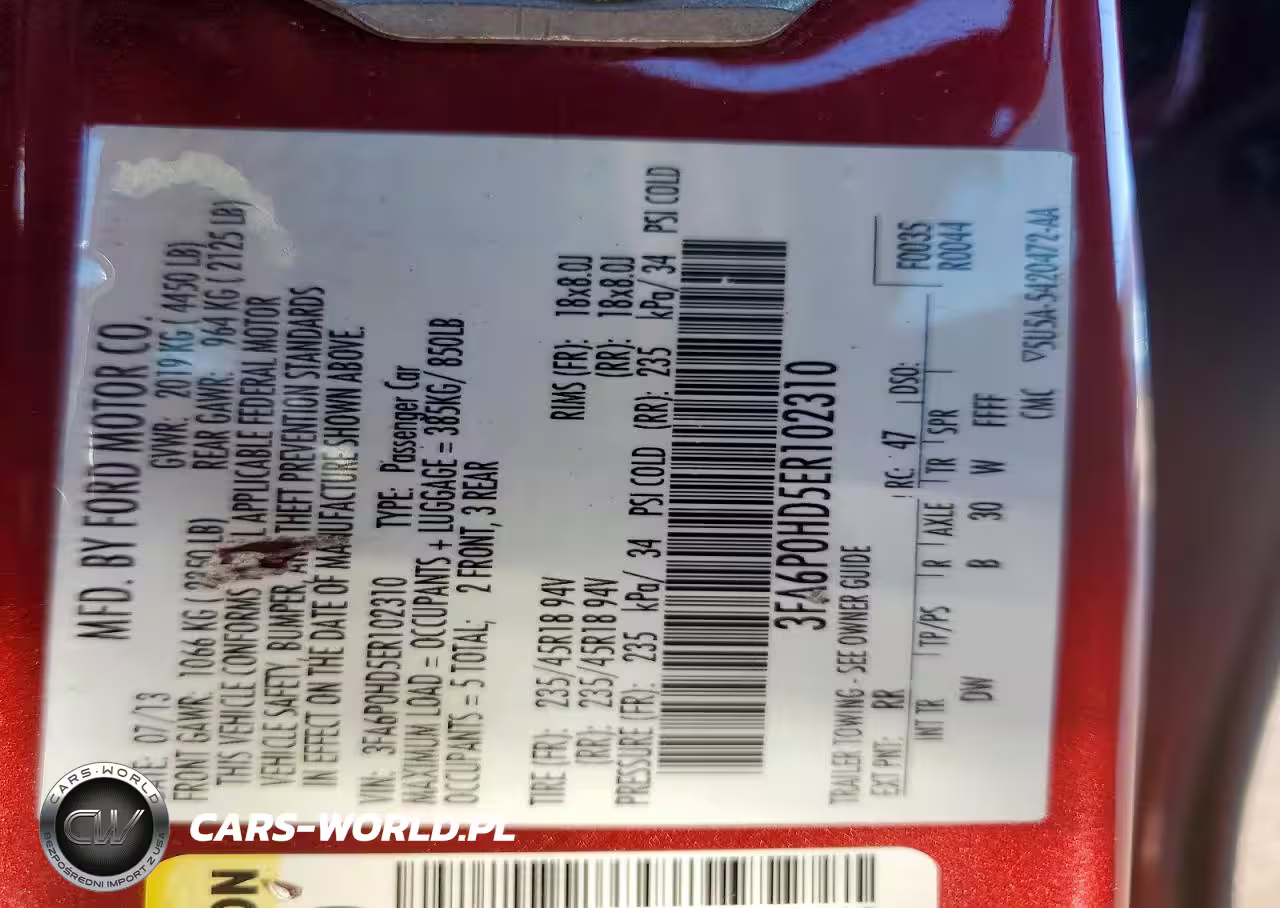 MFD. BY FORD MOTOR CO.
DATE: 07/13 GVWR: 2019 KG ( 4450 LB)
FRONT GAWR: 1066 KG (2350 LB) REAR GAWR: 964 KG (2125 LB)
THIS VEHICLE CONFORMS APPLICABLE FEDERAL MOTOR
VEHICLE SAFETY, BUMPER, THEFT PREVENTION STANDARDS
IN EFFECT ON THE DATE OF MANUFACTURE SHOWN ABOVE.
VIN: 3FA6P0HD5ER102310 TYPE: Passenger Car
MAXIMUM LOAD = OCCUPANTS + LUGGAGE = 385KG/ 850LB
OCCUPANTS = 5 TOTAL; 2 FRONT, 3 REAR
TIRE (FR): 235/45R18 94V RIMS (FR): 18x8.0J
(RR): 235/45R18 94V (RR): 18x8.0J
PRESSURE (FR): 235 kPa/ 34 PSI COLD (RR): 235 kPa/ 34 PSI COLD
3FA6P0HD5ER102310
TRAILER TOWING - SEE OWNER GUIDE
EXT PNT: RR RC: 47 DSO: F0035
R0044
INT TR TP/PS R AXLE TR SPR
DW B 30 W FFF
CMC ▽5U5A-5420472-AA
CARS-WORLD
CW
BEZPOŚREDNI IMPORT Z USA
CARS-WORLD.PL
ON